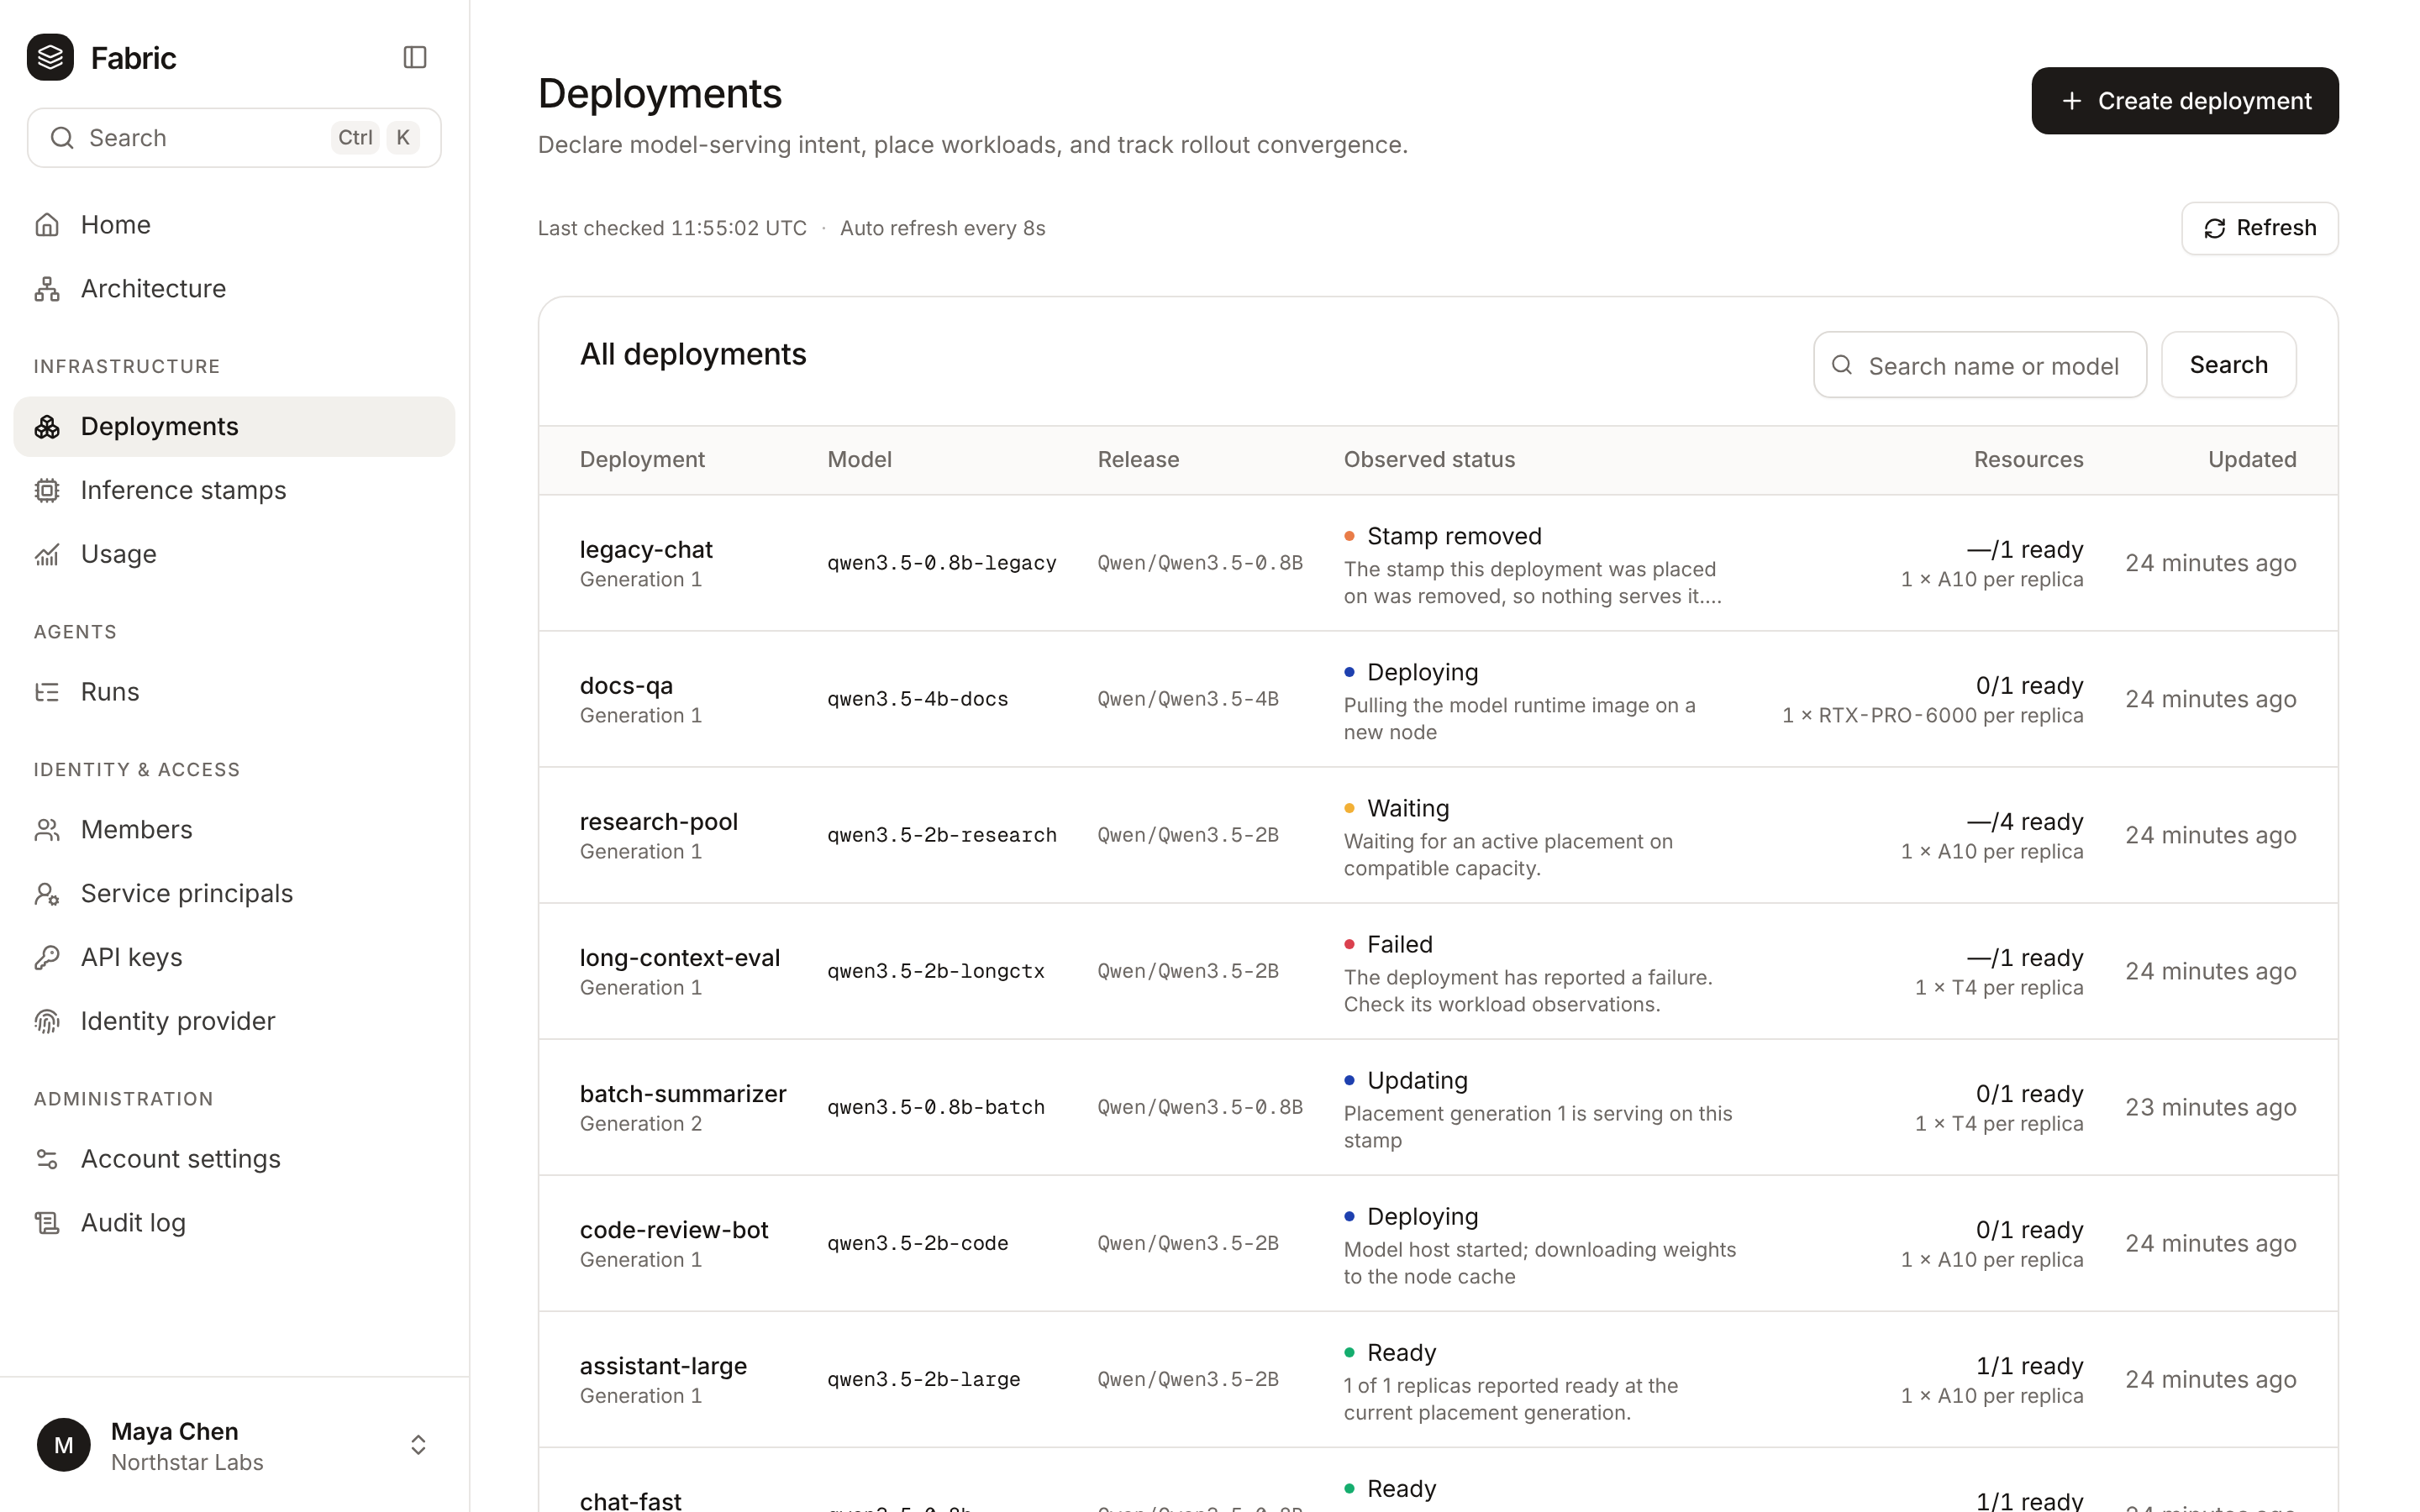 Fabric
Search Ctrl K
Home
Architecture
INFRASTRUCTURE
Deployments
Inference stamps
Usage
AGENTS
Runs
IDENTITY & ACCESS
Members
Service principals
API keys
Identity provider
ADMINISTRATION
Account settings
Audit log
M
Maya Chen
Northstar Labs
Deployments
Declare model-serving intent, place workloads, and track rollout convergence.
Create deployment
Last checked 11:55:02 UTC · Auto refresh every 8s
Refresh
All deployments
Search name or model
Search
Deployment Model Release Observed status Resources Updated
legacy-chat
Generation 1
qwen3.5-0.8b-legacy
Qwen/Qwen3.5-0.8B
Stamp removed
The stamp this deployment was placed
on was removed, so nothing serves it....
—/1 ready
1 × A10 per replica
24 minutes ago
docs-qa
Generation 1
qwen3.5-4b-docs
Qwen/Qwen3.5-4B
Deploying
Pulling the model runtime image on a
new node
0/1 ready
1 × RTX-PRO-6000 per replica
24 minutes ago
research-pool
Generation 1
qwen3.5-2b-research
Qwen/Qwen3.5-2B
Waiting
Waiting for an active placement on
compatible capacity.
—/4 ready
1 × A10 per replica
24 minutes ago
long-context-eval
Generation 1
qwen3.5-2b-longctx
Qwen/Qwen3.5-2B
Failed
The deployment has reported a failure.
Check its workload observations.
—/1 ready
1 × T4 per replica
24 minutes ago
batch-summarizer
Generation 2
qwen3.5-0.8b-batch
Qwen/Qwen3.5-0.8B
Updating
Placement generation 1 is serving on this
stamp
0/1 ready
1 × T4 per replica
23 minutes ago
code-review-bot
Generation 1
qwen3.5-2b-code
Qwen/Qwen3.5-2B
Deploying
Model host started; downloading weights
to the node cache
0/1 ready
1 × A10 per replica
24 minutes ago
assistant-large
Generation 1
qwen3.5-2b-large
Qwen/Qwen3.5-2B
Ready
1 of 1 replicas reported ready at the
current placement generation.
1/1 ready
1 × A10 per replica
24 minutes ago
chat-fast
Ready
1/1 ready